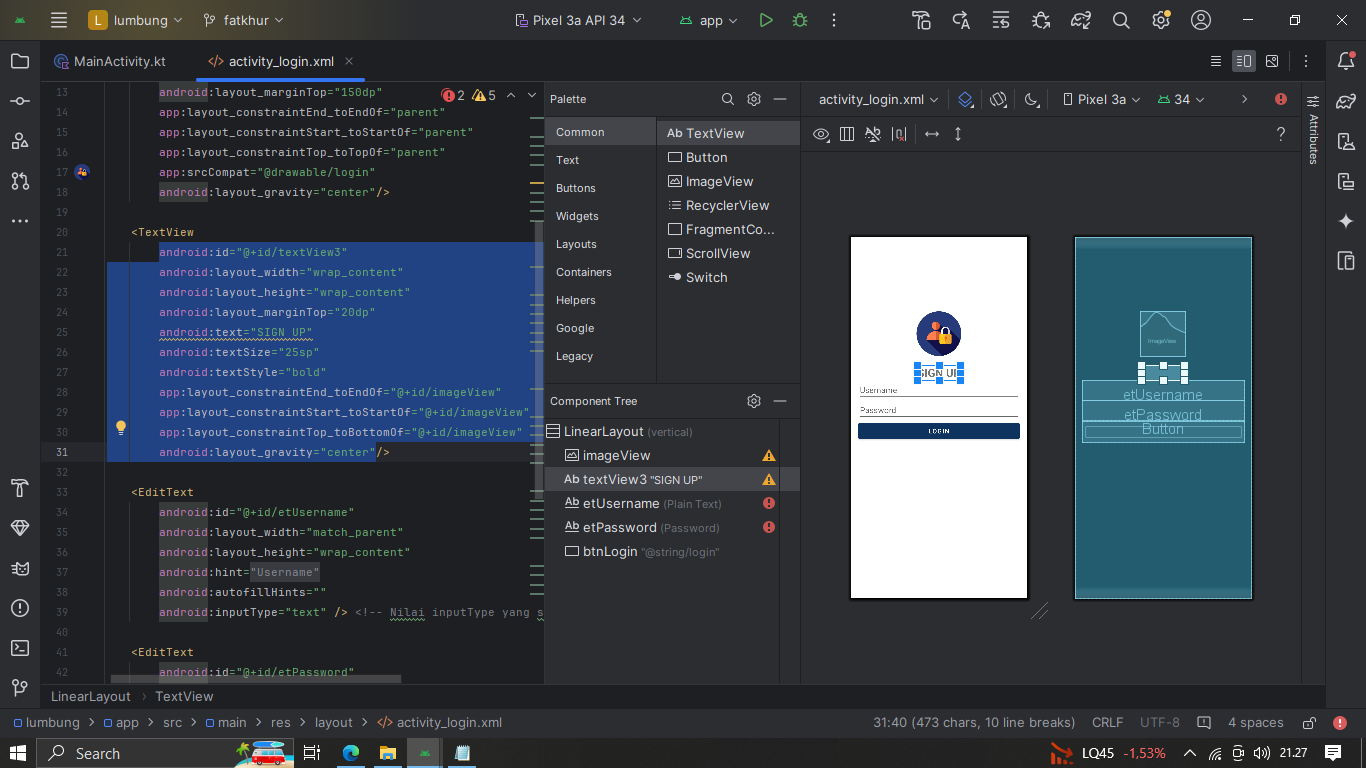 L lumbung
fatkhur
Pixel 3a API 34
app
MainActivity.kt
activity_login.xml
2 5
13 android:layout_marginTop="150dp"
14 app:layout_constraintEnd_toEndOf="parent"
15 app:layout_constraintStart_toStartOf="parent"
16 app:layout_constraintTop_toTopOf="parent"
17 app:srcCompat="@drawable/login"
18 android:layout_gravity="center"/>
19
20 <TextView
21 android:id="@+id/textView3"
22 android:layout_width="wrap_content"
23 android:layout_height="wrap_content"
24 android:layout_marginTop="20dp"
25 android:text="SIGN UP"
26 android:textSize="25sp"
27 android:textStyle="bold"
28 app:layout_constraintEnd_toEndOf="@+id/imageView"
29 app:layout_constraintStart_toStartOf="@+id/imageView"
30 app:layout_constraintTop_toBottomOf="@+id/imageView"
31 android:layout_gravity="center"/>
32
33 <EditText
34 android:id="@+id/etUsername"
35 android:layout_width="match_parent"
36 android:layout_height="wrap_content"
37 android:hint="Username"
38 android:autofillHints=""
39 android:inputType="text" /> <!-- Nilai inputType yang s
40
41 <EditText
42 android:id="@+id/etPassword"
Palette
Common
Text
Buttons
Widgets
Layouts
Containers
Helpers
Google
Legacy
Ab TextView
Button
ImageView
RecyclerView
FragmentCo...
ScrollView
Switch
Component Tree
LinearLayout (vertical)
imageView
Ab textView3 "SIGN UP"
Ab etUsername (Plain Text)
Ab etPassword (Password)
btnLogin "@string/login"
activity_login.xml
Pixel 3a
34
?
SIGN UP
Username
Password
LOGIN
ImageView
etUsername
etPassword
Button
Attributes
LinearLayout > TextView
lumbung > app > src > main > res > layout > activity_login.xml
31:40 (473 chars, 10 line breaks)
CRLF
UTF-8
4 spaces
Search
LQ45 -1,53%
21.27